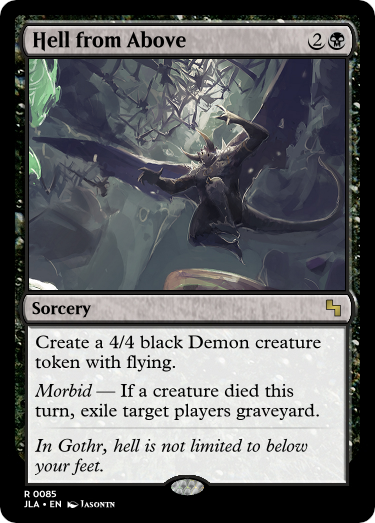 Hell from Above 2
Sorcery
Create a 4/4 black Demon creature
token with flying.
Morbid — If a creature died this
turn, exile target players graveyard.
In Gothr, hell is not limited to below
your feet.
R 0085
JLA • EN Jasontn